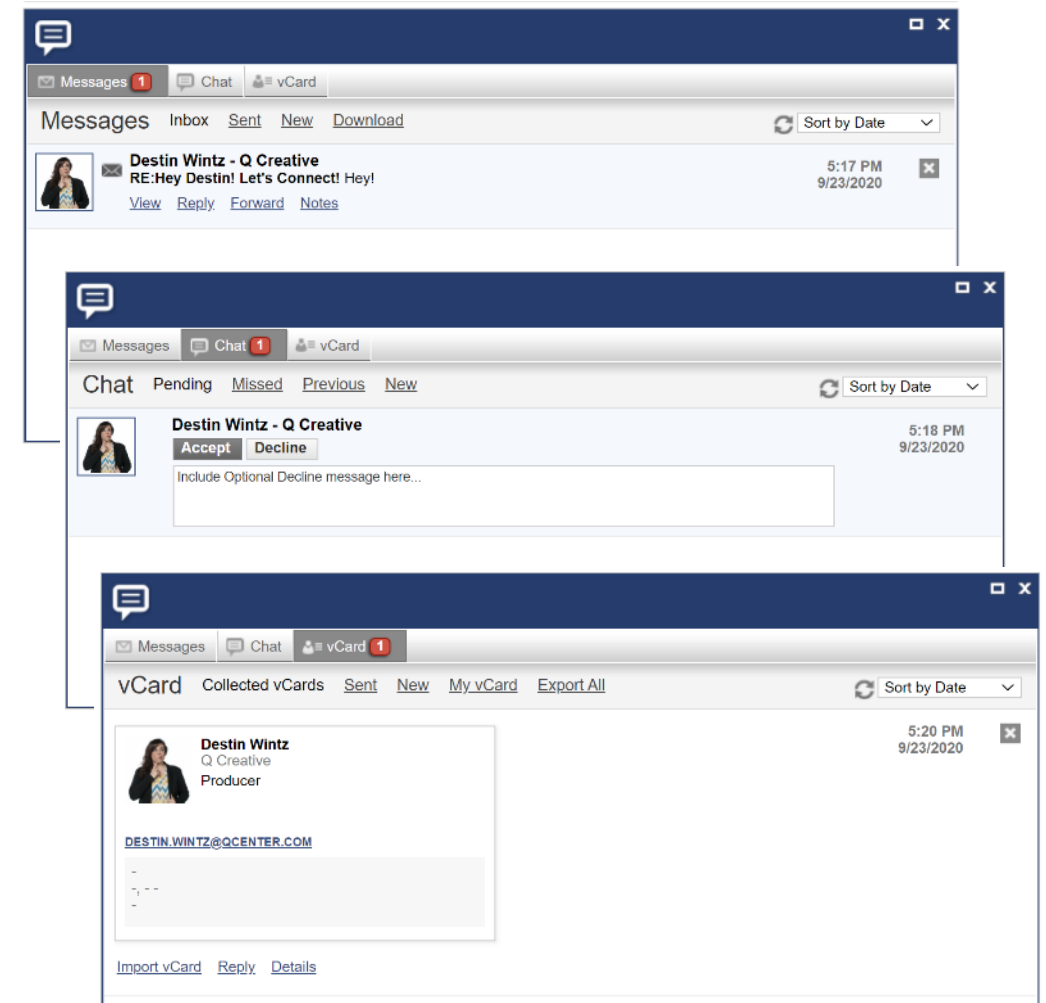 X
Messages 1 Chat vCard
Messages Inbox Sent New Download Sort by Date
Destin Wintz - Q Creative
RE:Hey Destin! Let's Connect! Hey!
View Reply Forward Notes
5:17 PM
9/23/2020
X
Messages Chat 1 vCard
Chat Pending Missed Previous New Sort by Date
Destin Wintz - Q Creative
Accept Decline
Include Optional Decline message here...
5:18 PM
9/23/2020
X
Messages Chat vCard 1
vCard Collected vCards Sent New My vCard Export All Sort by Date
Destin Wintz
Q Creative
Producer
5:20 PM
9/23/2020
DESTIN.WINTZ@QCENTER.COM
-
-, - -
-
Import vCard Reply Details